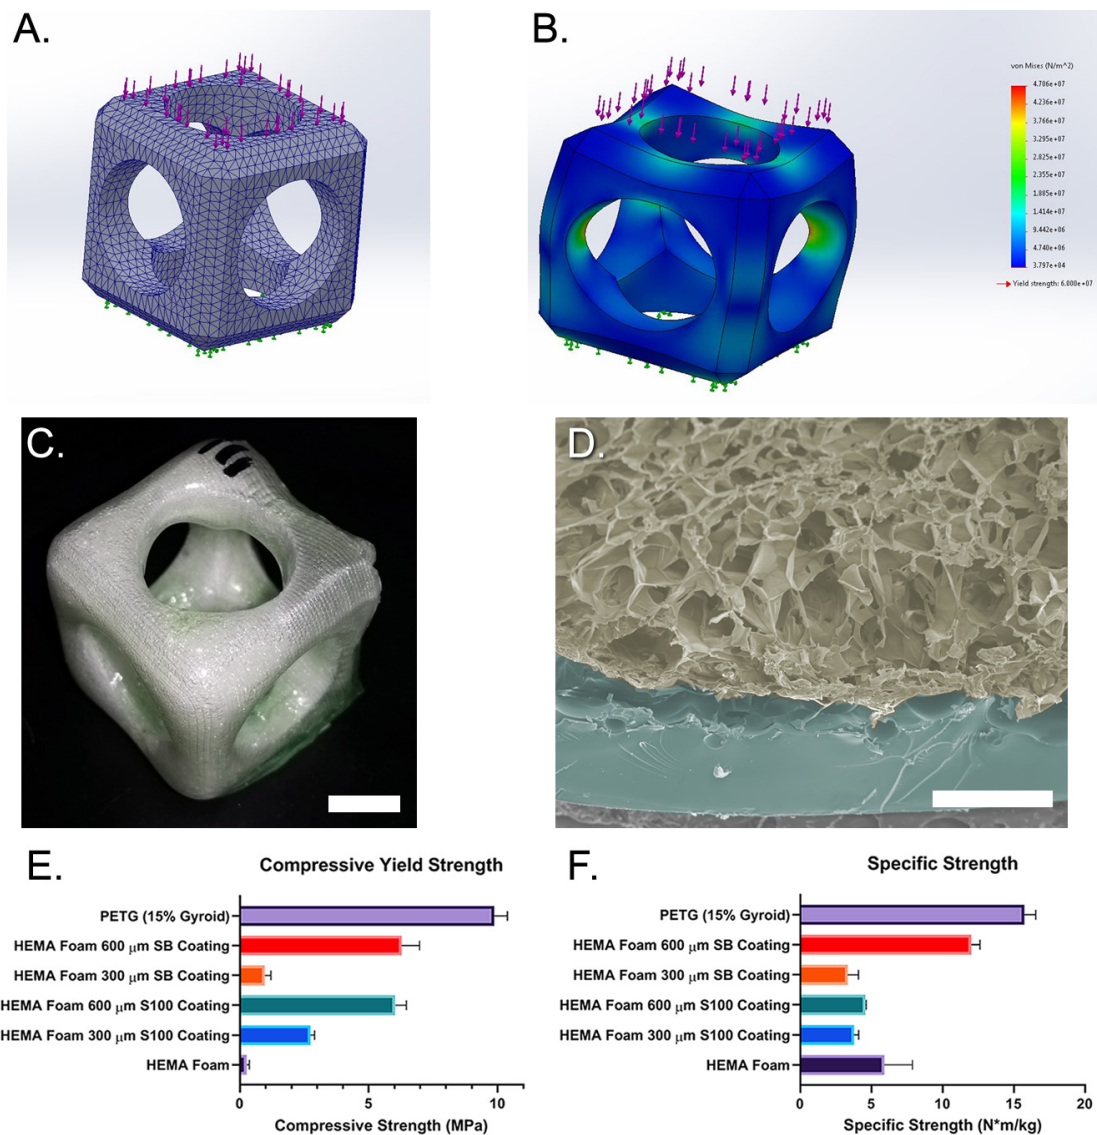 A.
B.
von Mises (N/m^2)
4.706e+07
4.236e+07
3.766e+07
3.295e+07
2.825e+07
2.355e+07
1.885e+07
1.414e+07
9.442e+06
4.740e+06
3.797e+04
Yield strength: 6.000e+07
C.
D.
E.
Compressive Yield Strength
PETG (15% Gyroid)
HEMA Foam 600 μm SB Coating
HEMA Foam 300 μm SB Coating
HEMA Foam 600 μm S100 Coating
HEMA Foam 300 μm S100 Coating
HEMA Foam
0 5 10
Compressive Strength (MPa)
F.
Specific Strength
PETG (15% Gyroid)
HEMA Foam 600 μm SB Coating
HEMA Foam 300 μm SB Coating
HEMA Foam 600 μm S100 Coating
HEMA Foam 300 μm S100 Coating
HEMA Foam
0 5 10 15 20
Specific Strength (N*m/kg)